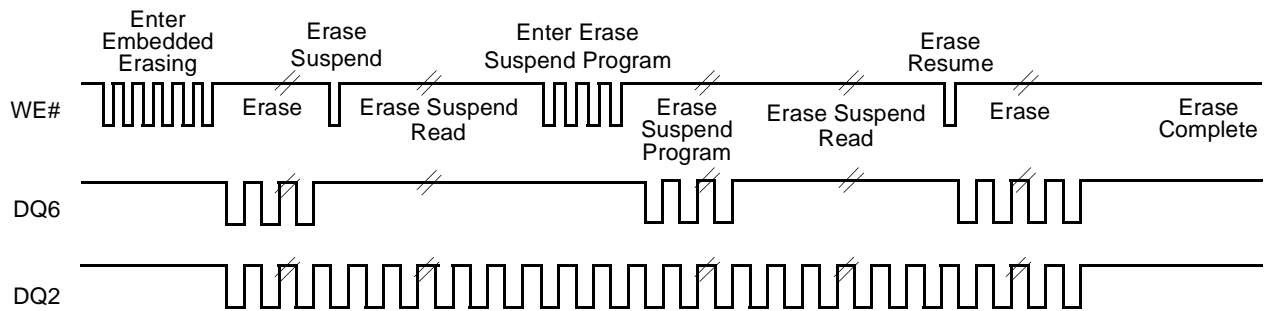 Enter
Embedded
Erasing
Erase
Suspend
Enter Erase
Suspend Program
Erase
Resume
WE#
Erase
Erase Suspend
Read
Erase
Suspend
Program
Erase Suspend
Read
Erase
Erase
Complete
DQ6
DQ2